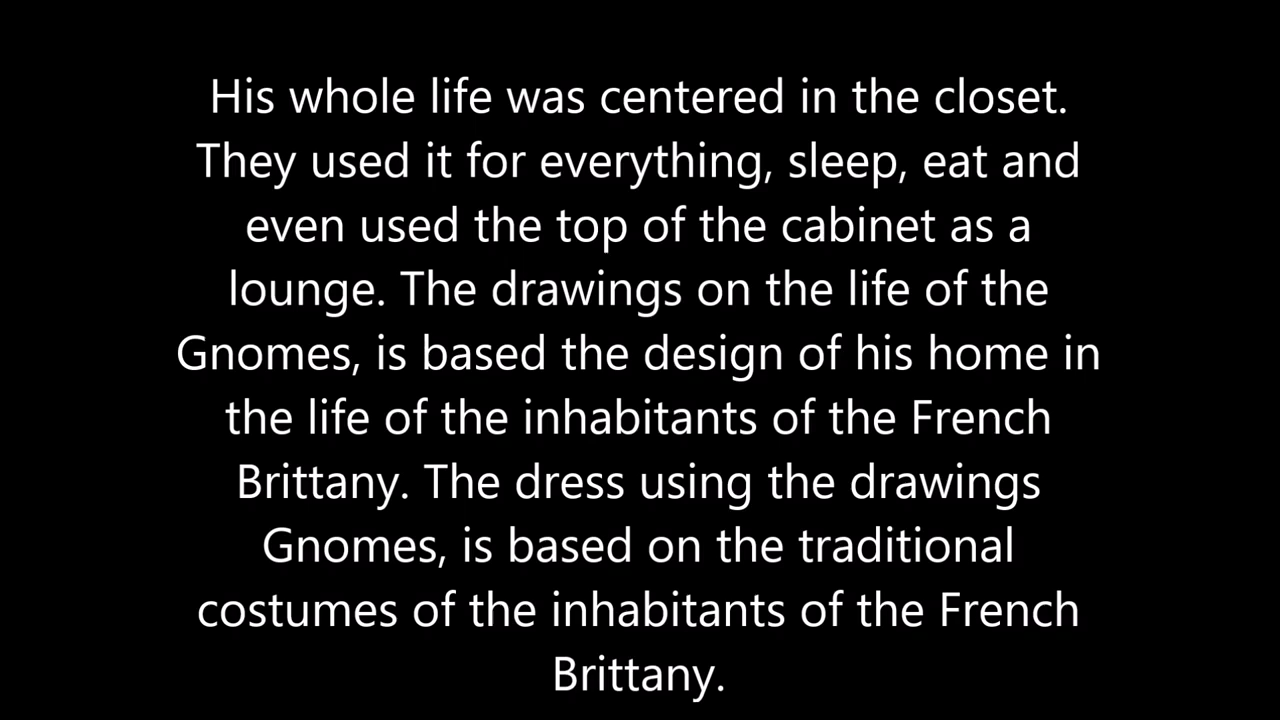 His whole life was centered in the closet.
They used it for everything, sleep, eat and
even used the top of the cabinet as a
lounge. The drawings on the life of the
Gnomes, is based the design of his home in
the life of the inhabitants of the French
Brittany. The dress using the drawings
Gnomes, is based on the traditional
costumes of the inhabitants of the French
Brittany.